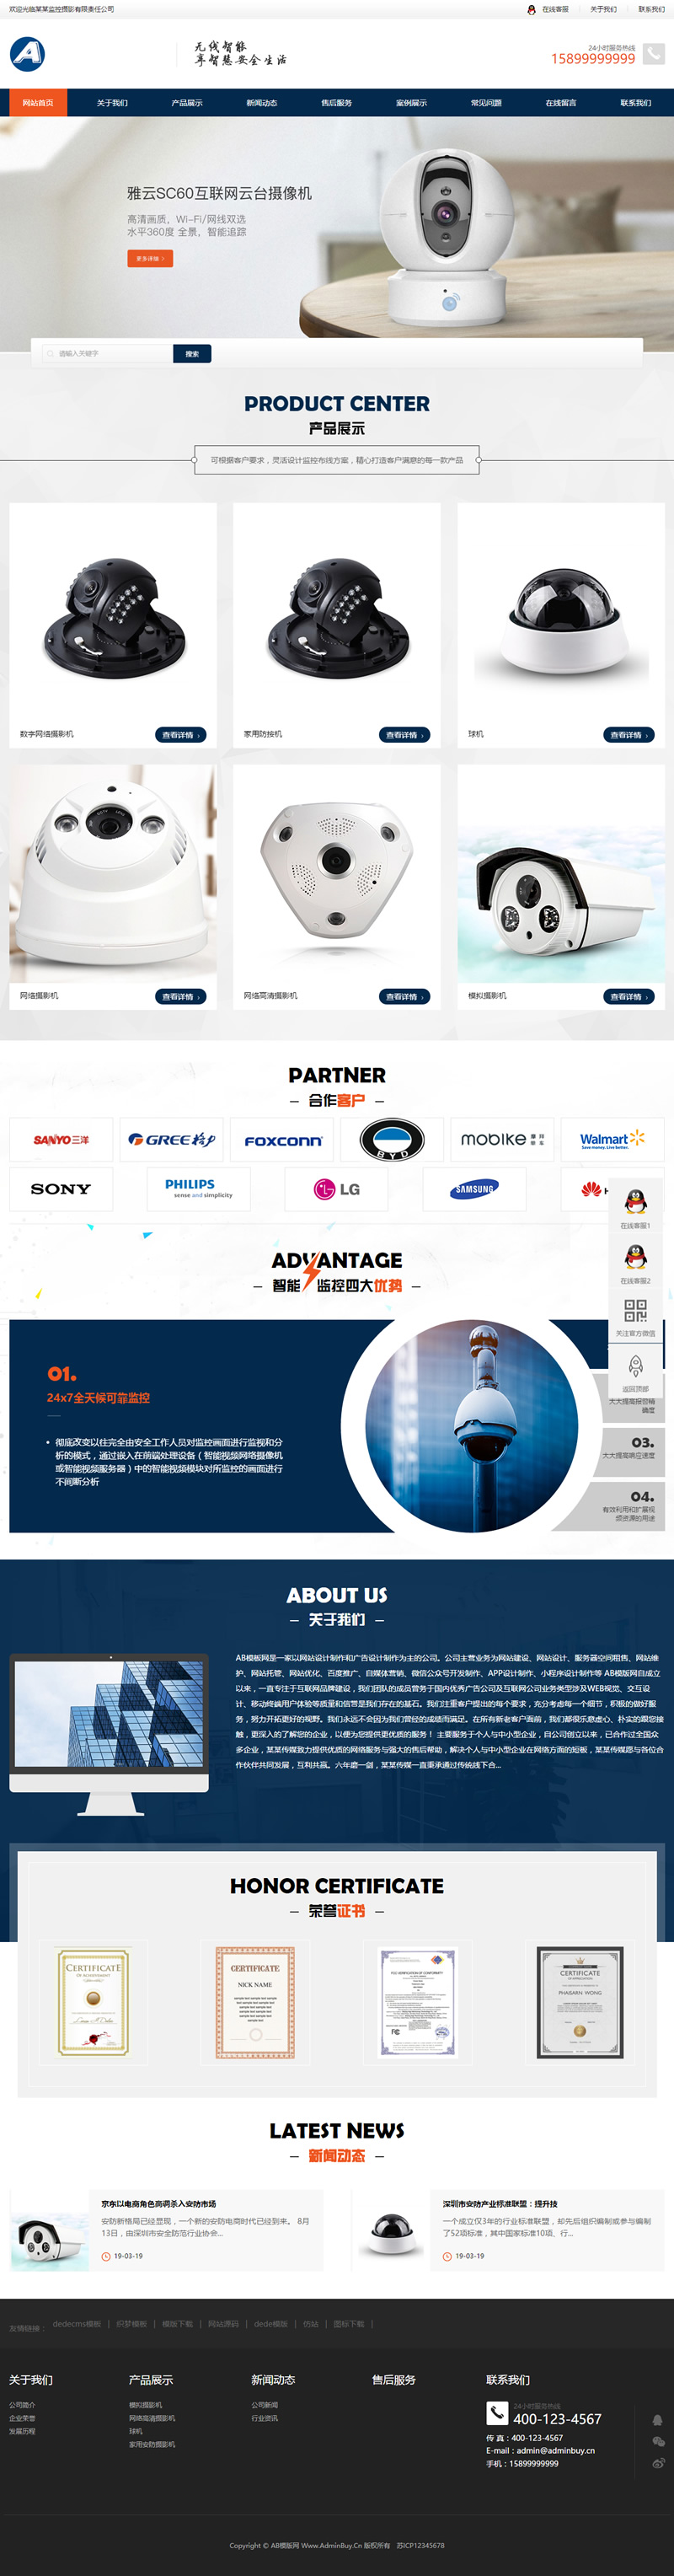 欢迎光临某某监控摄影有限责任公司
在线客服
关于我们
联系我们
无线智能
享智慧安全生活
24小时服务热线
15899999999
网站首页
关于我们
产品展示
新闻动态
售后服务
案例展示
常见问题
在线留言
联系我们
雅云SC60互联网云台摄像机
高清画质，Wi-Fi/网线双选
水平360度 全景，智能追踪
更多详细 >
请输入关键字
搜索
PRODUCT CENTER
产品展示
可根据客户要求，灵活设计监控布线方案，精心打造客户满意的每一款产品
数字网络摄影机
查看详情 ›
家用防按机
查看详情 ›
球机
查看详情 ›
网络摄影机
查看详情 ›
网络高清摄影机
查看详情 ›
模拟摄影机
查看详情 ›
PARTNER
合作客户
SANYO三洋
GREE格力
FOXCONN
BYD
mobike 摩拜单车
Walmart
Save money. Live better.
SONY
PHILIPS
sense and simplicity
LG
SAMSUNG
在线客服1
在线客服2
关注官方微信
返回顶部
ADVANTAGE
智能 监控四大优势
01.
24x7全天候可靠监控
彻底改变以往完全由安全工作人员对监控画面进行监视和分
析的模式，通过嵌入在前端处理设备（智能视频网络摄像机
或智能视频服务器）中的智能视频模块对所监控的画面进行
不间断分析
大大提高报警精
确度
03.
大大提高响应速度
04.
有效利用和扩展视
频资源的用途
ABOUT US
关于我们
AB模板网是一家以网站设计制作和广告设计制作为主的公司。公司主营业务为网站建设、网站设计、服务器空间租售、网站维
护、网站托管、网站优化、百度推广、自媒体营销、微信公众号开发制作、APP设计制作、小程序设计制作等 AB模版网自成立
以来，一直专注于互联网品牌建设，我们团队的成员曾务于国内优秀广告公司及互联网公司业务类型涉及WEB视觉、交互设
计、移动终端用户体验等质量和信誉是我们存在的基石。我们注重客户提出的每个要求，充分考虑每一个细节，积极的做好服
务，努力开拓更好的视野。我们永远不会因为我们曾经的成绩而满足。在所有新老客户面前，我们都很乐意虚心、朴实的跟您接
触，更深入的了解您的企业，以便为您提供更优质的服务！ 主要服务于个人与中小型企业，自公司创立以来，已合作过全国众
多企业，某某传媒致力提供优质的网络服务与强大的售后帮助，解决个人与中小型企业在网络方面的短板，某某传媒愿与各位合
作伙伴共同发展，互利共赢。六年磨一剑，某某传媒一直秉承通过传统线下合...
HONOR CERTIFICATE
荣誉证书
CERTIFICATE
OF ACHIEVEMENT
CERTIFICATE
NICK NAME
CERTIFICATE
PHAISARN WONG
LATEST NEWS
新闻动态
京东以电商角色高调杀入安防市场
安防新格局已经显现，一个新的安防电商时代已经到来。 8月
13日，由深圳市安全防范行业协会...
19-03-19
深圳市安防产业标准联盟：提升技
一个成立仅3年的行业标准联盟，却先后组织编制或参与编制
了52项标准，其中国家标准10项、行...
19-03-19
友情链接：
dedecms模板 | 织梦模板 | 模版下载 | 网站源码 | dede模版 | 仿站 | 图标下载 |
关于我们
公司简介
企业荣誉
发展历程
产品展示
模拟摄影机
网络高清摄影机
球机
家用安防摄影机
新闻动态
公司新闻
行业资讯
售后服务
联系我们
24小时服务热线
400-123-4567
传 真：400-123-4567
E-mail：admin@adminbuy.cn
手机：15899999999
Copyright © AB模版网 Www.AdminBuy.Cn 版权所有 苏ICP12345678